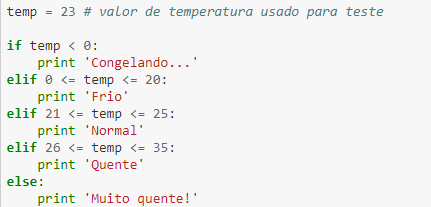 temp = 23 # valor de temperatura usado para teste
if temp < 0:
    print 'Congelando...'
elif 0 <= temp <= 20:
    print 'Frio'
elif 21 <= temp <= 25:
    print 'Normal'
elif 26 <= temp <= 35:
    print 'Quente'
else:
    print 'Muito quente!'